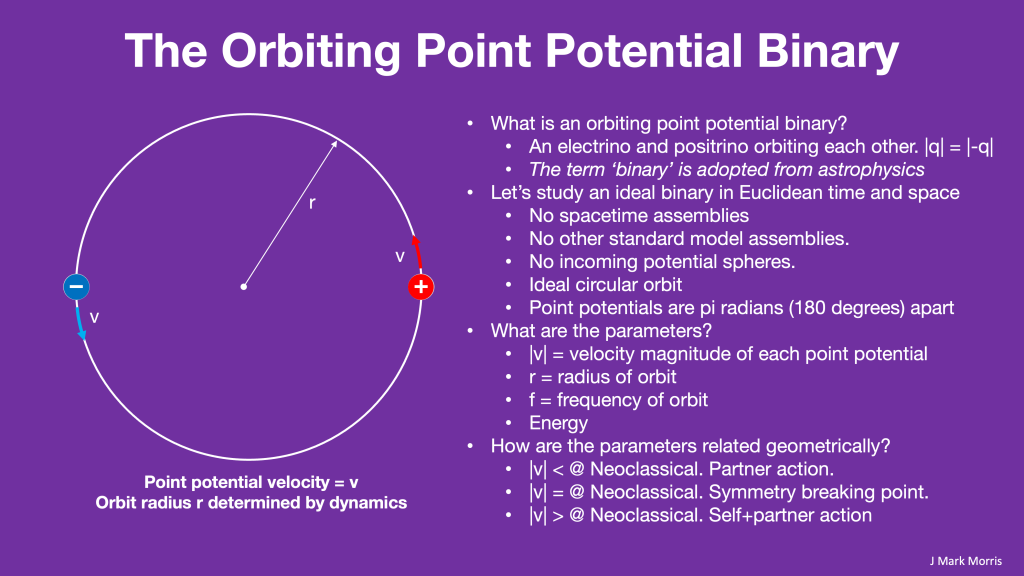 The Orbiting Point Potential Binary
r
v
−
+
v
Point potential velocity = v
Orbit radius r determined by dynamics
• What is an orbiting point potential binary?
• An electrino and positrino orbiting each other. |q| = |-q|
• The term ‘binary’ is adopted from astrophysics
• Let’s study an ideal binary in Euclidean time and space
• No spacetime assemblies
• No other standard model assemblies.
• No incoming potential spheres.
• Ideal circular orbit
• Point potentials are pi radians (180 degrees) apart
• What are the parameters?
• |v| = velocity magnitude of each point potential
• r = radius of orbit
• f = frequency of orbit
• Energy
• How are the parameters related geometrically?
• |v| < @ Neoclassical. Partner action.
• |v| = @ Neoclassical. Symmetry breaking point.
• |v| > @ Neoclassical. Self+partner action
J Mark Morris